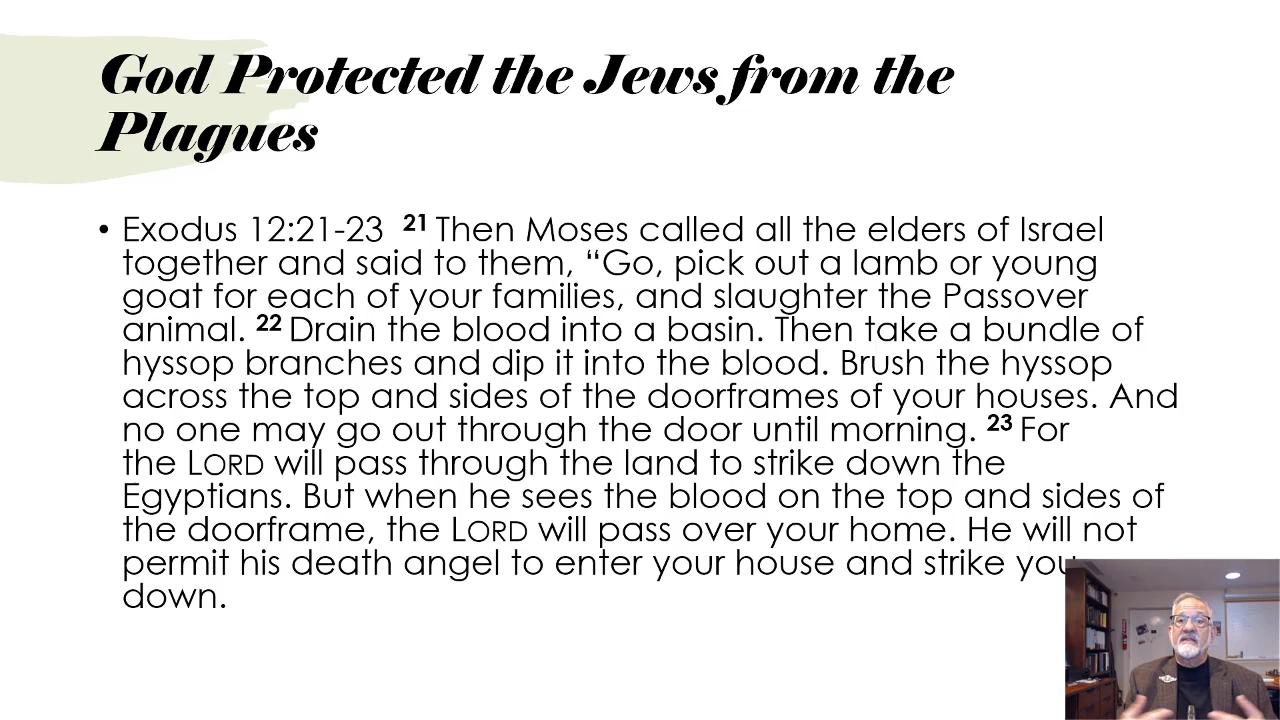 God Protected the Jews from the
Plagues
• Exodus 12:21-23 21 Then Moses called all the elders of Israel
together and said to them, “Go, pick out a lamb or young
goat for each of your families, and slaughter the Passover
animal. 22 Drain the blood into a basin. Then take a bundle of
hyssop branches and dip it into the blood. Brush the hyssop
across the top and sides of the doorframes of your houses. And
no one may go out through the door until morning. 23 For
the LORD will pass through the land to strike down the
Egyptians. But when he sees the blood on the top and sides of
the doorframe, the LORD will pass over your home. He will not
permit his death angel to enter your house and strike you
down.